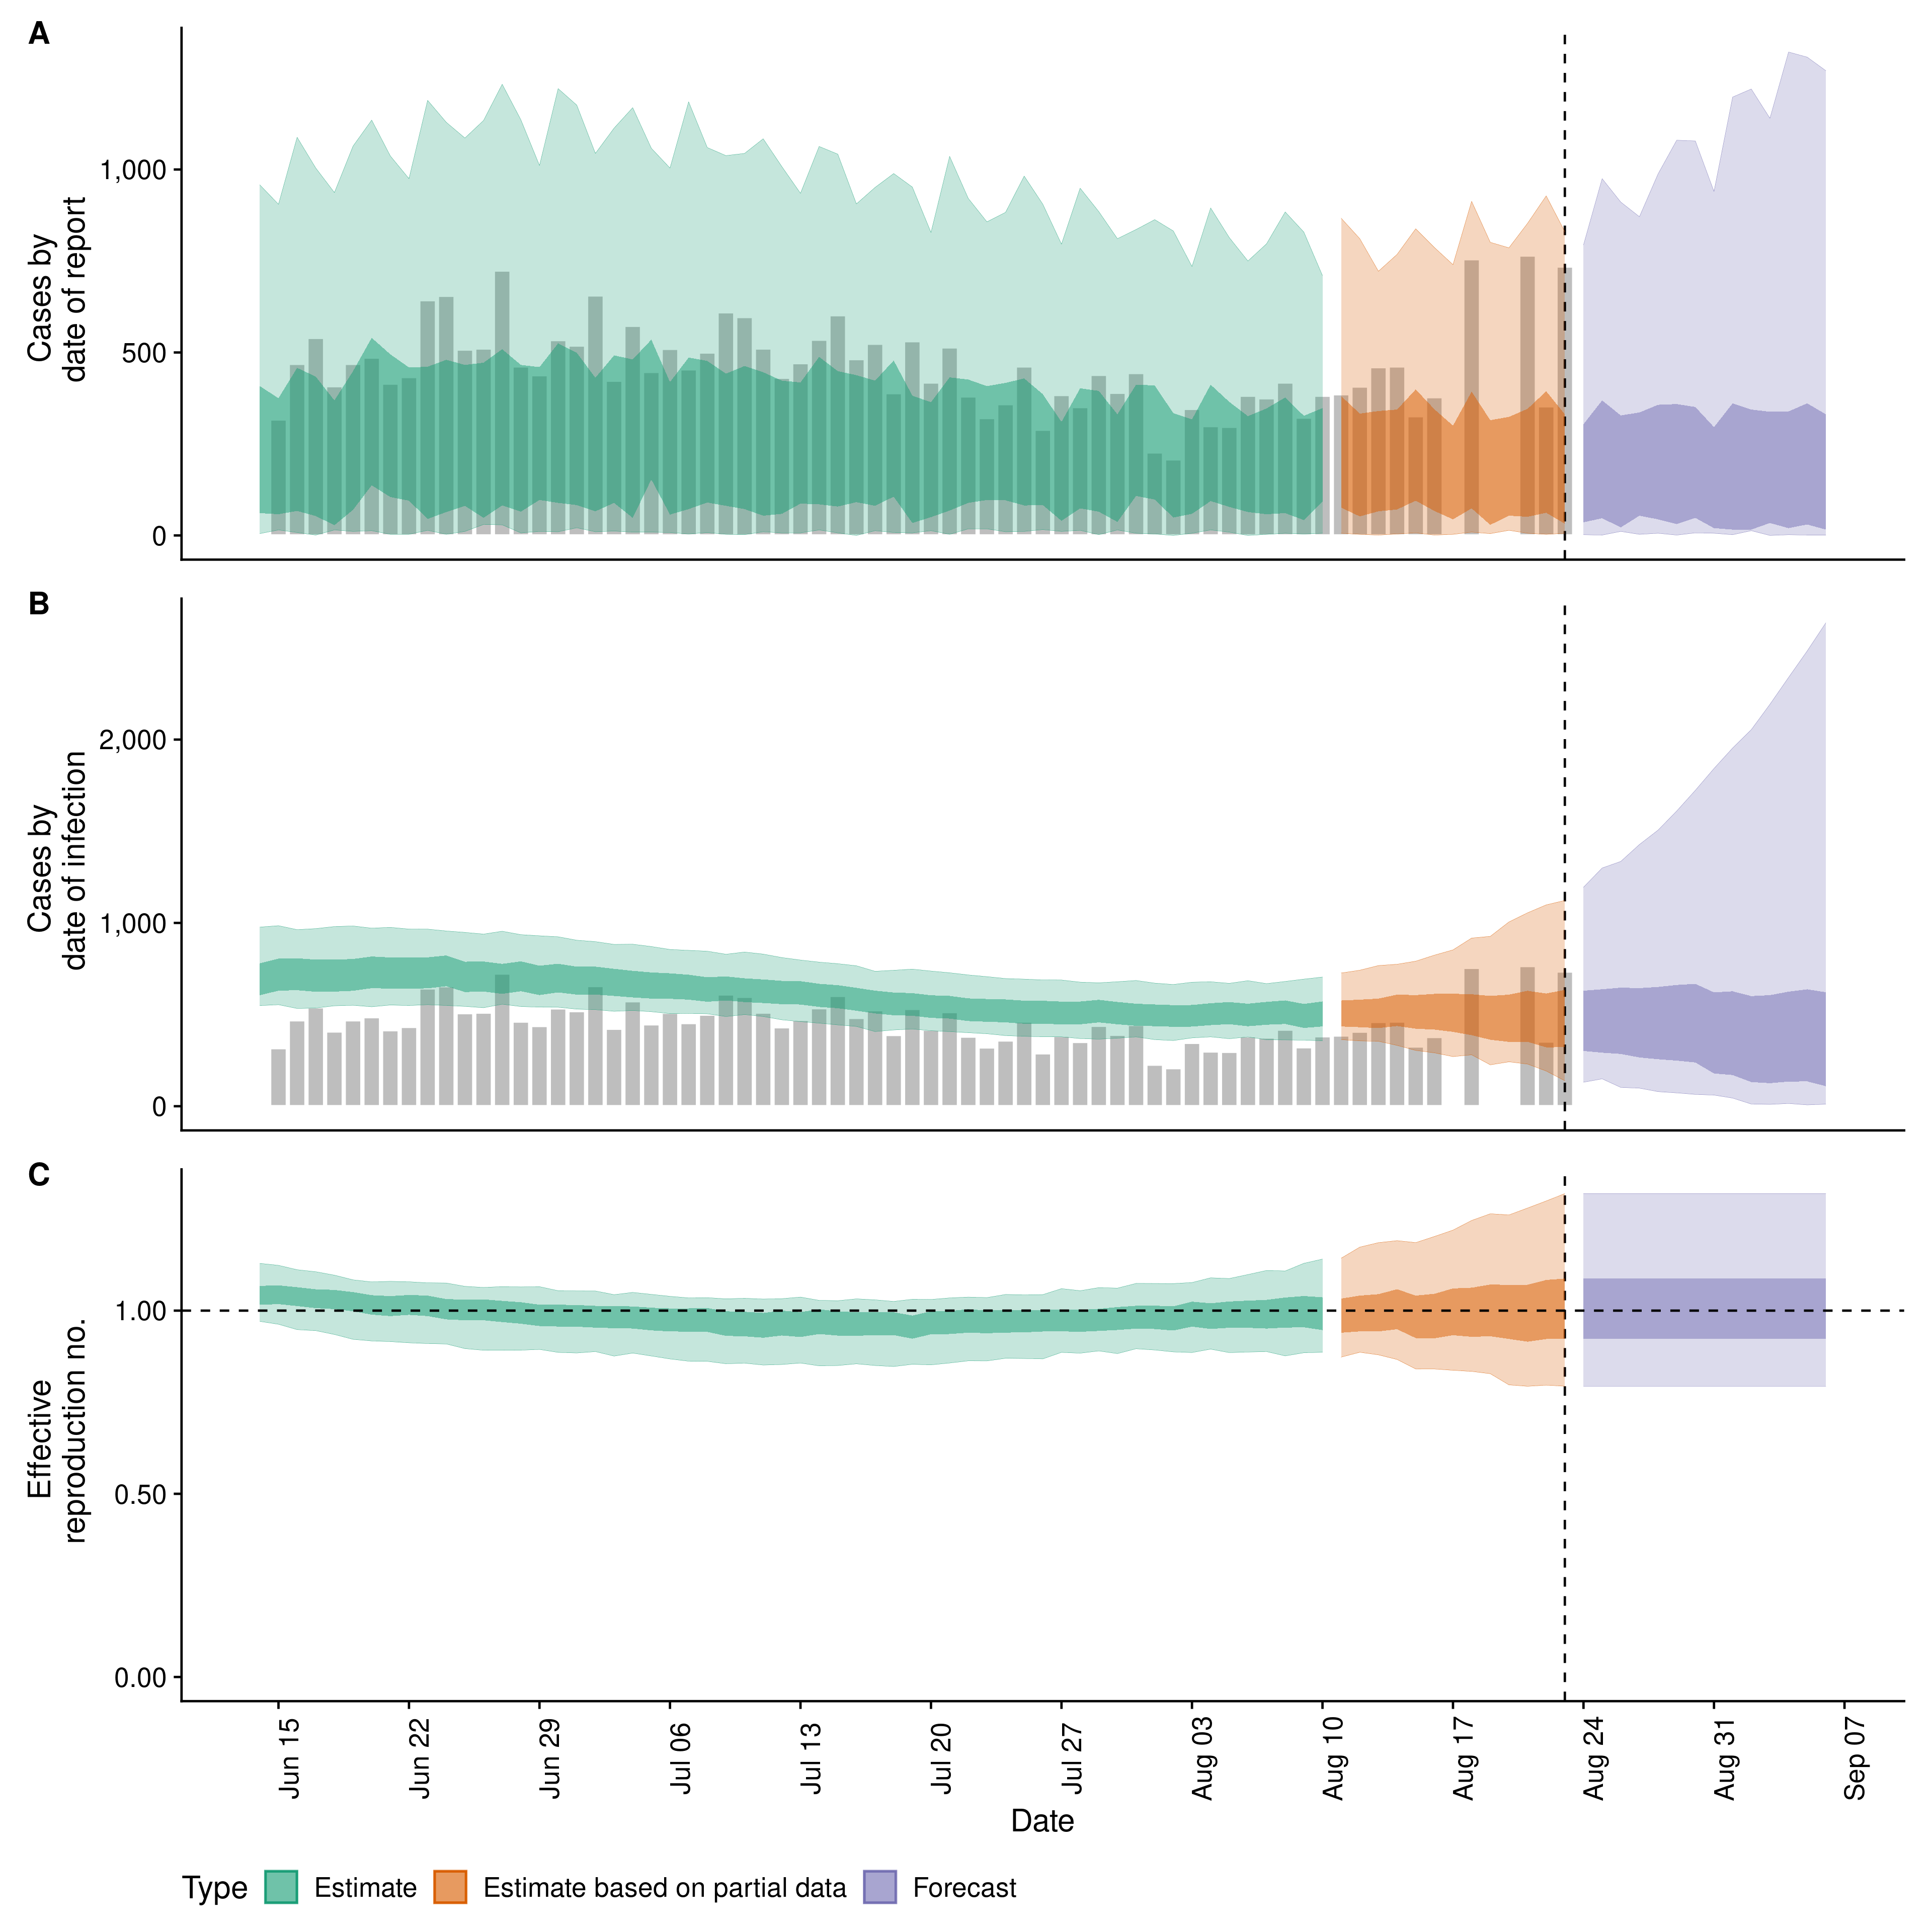 A
Cases by
date of report
1,000
500
0
B
Cases by
date of infection
2,000
1,000
0
C
Effective
reproduction no.
1.00
0.50
0.00
Jun 15
Jun 22
Jun 29
Jul 06
Jul 13
Jul 20
Jul 27
Aug 03
Aug 10
Aug 17
Aug 24
Aug 31
Sep 07
Date
Type Estimate Estimate based on partial data Forecast